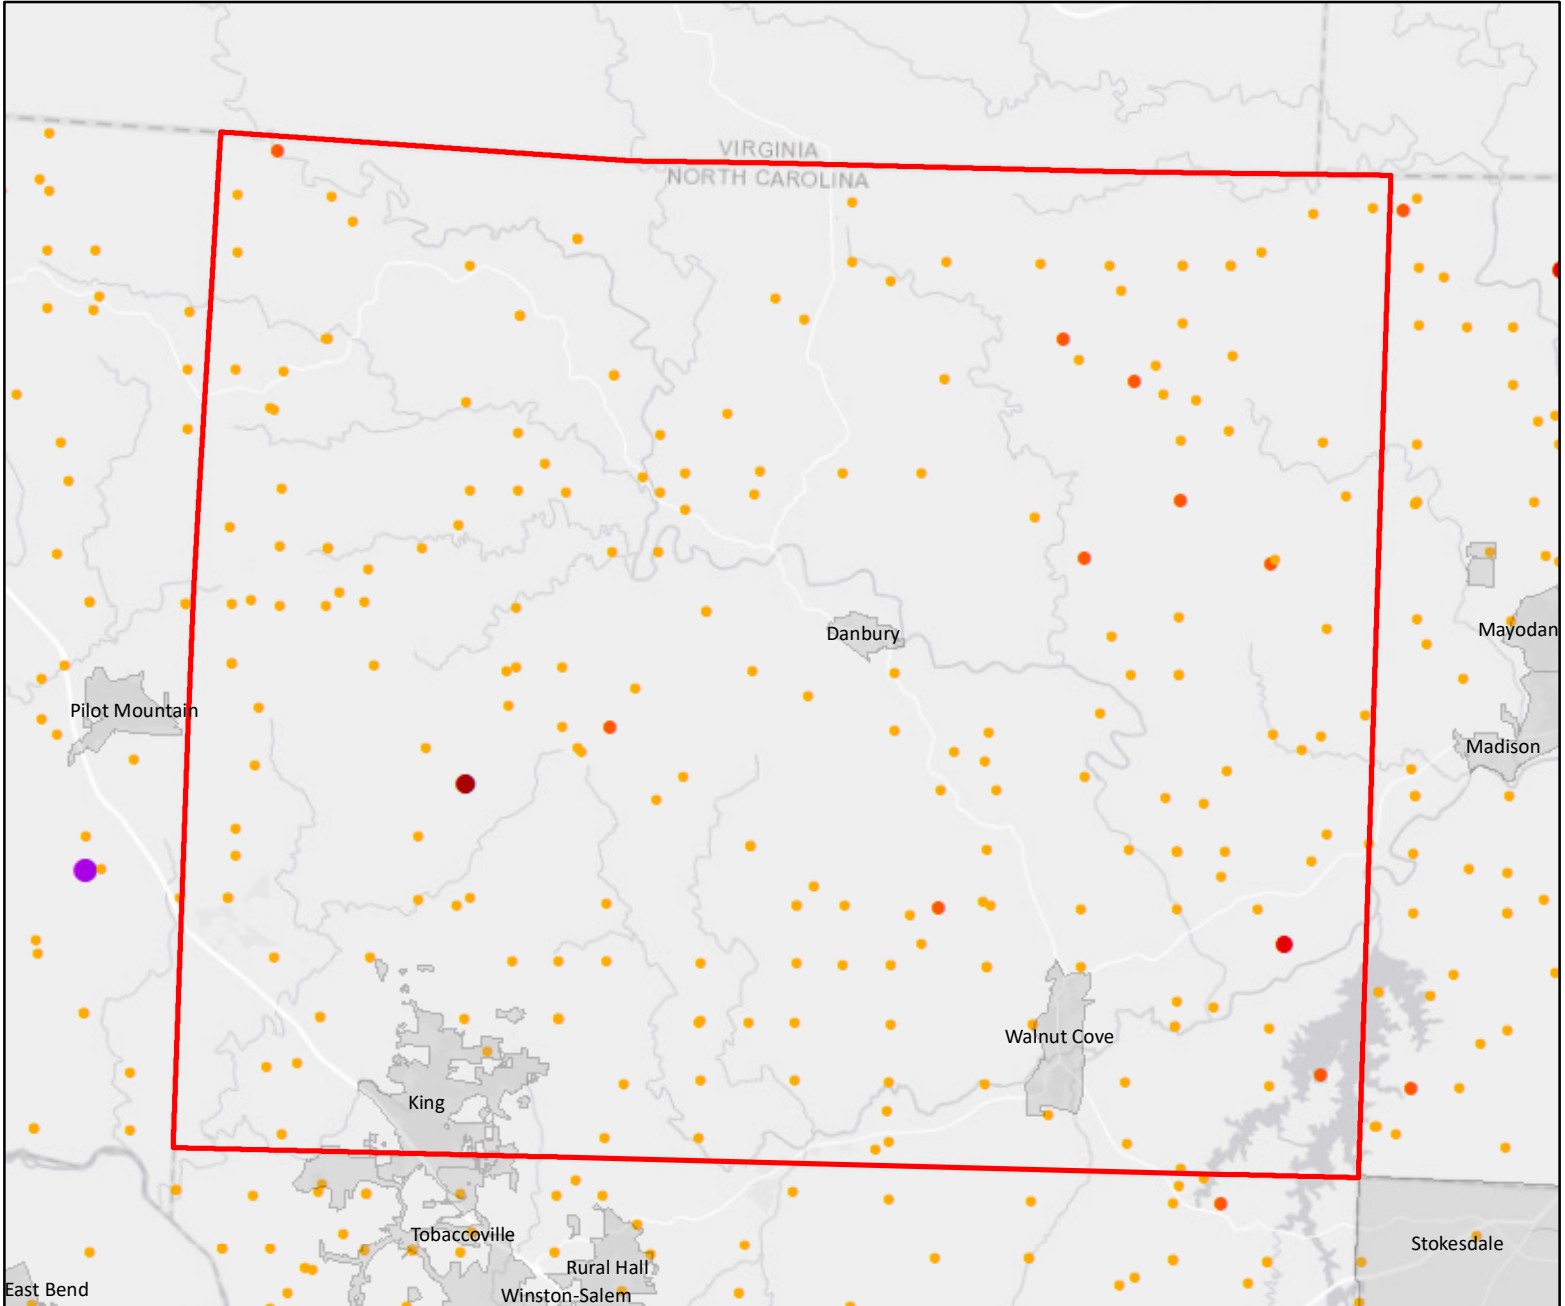 VIRGINIA
NORTH CAROLINA
Danbury
Mayodan
Pilot Mountain
Madison
Walnut Cove
King
Tobaccoville
Stokesdale
Rural Hall
East Bend
Winston-Salem